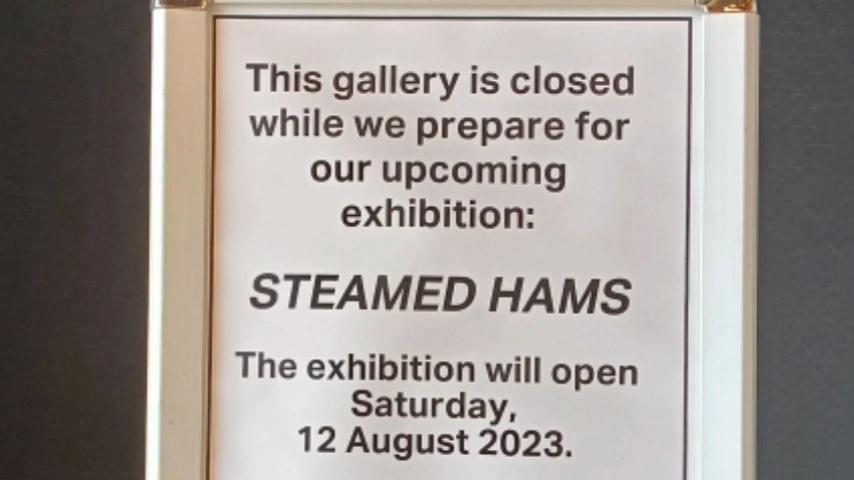 This gallery is closed
while we prepare for
our upcoming
exhibition:
STEAMED HAMS
The exhibition will open
Saturday,
12 August 2023.